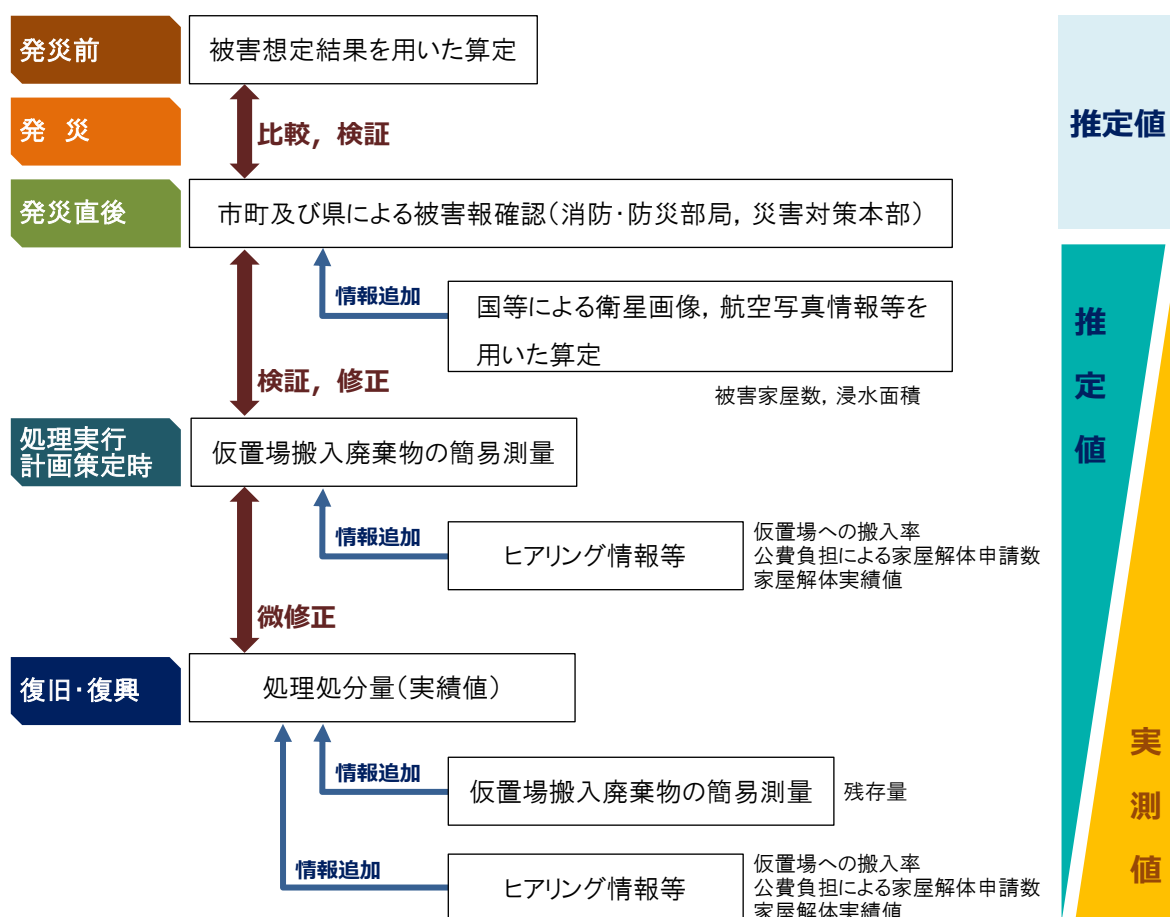 発災前
被害想定結果を用いた算定
発 災
比較, 検証
推定値
発災直後
市町及び県による被害報確認(消防・防災部局, 災害対策本部)
情報追加
国等による衛星画像, 航空写真情報等を
用いた算定
被害家屋数, 浸水面積
検証, 修正
推
定
値
処理実行
計画策定時
仮置場搬入廃棄物の簡易測量
情報追加
ヒアリング情報等
仮置場への搬入率
公費負担による家屋解体申請数
家屋解体実績値
微修正
復旧・復興
処理処分量(実績値)
情報追加
仮置場搬入廃棄物の簡易測量
残存量
情報追加
ヒアリング情報等
仮置場への搬入率
公費負担による家屋解体申請数
家屋解体実績値
実
測
値